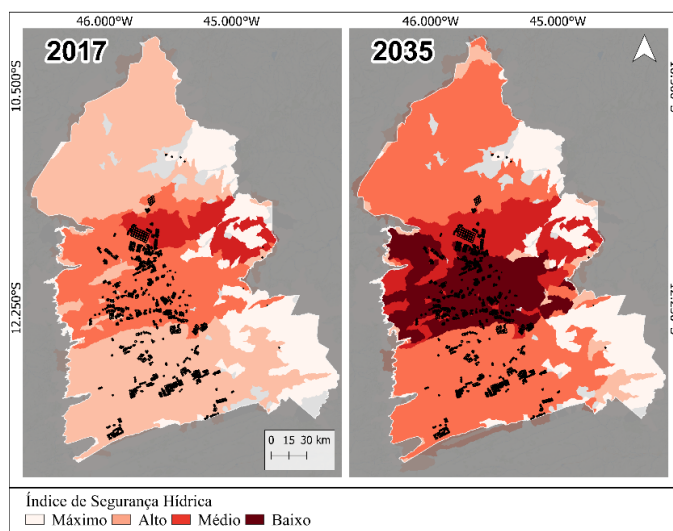 46.000°W 45.000°W 46.000°W 45.000°W
2017
2035
10.500°S
12.250°S
0 15 30 km
Índice de Segurança Hídrica
Máximo Alto Médio Baixo